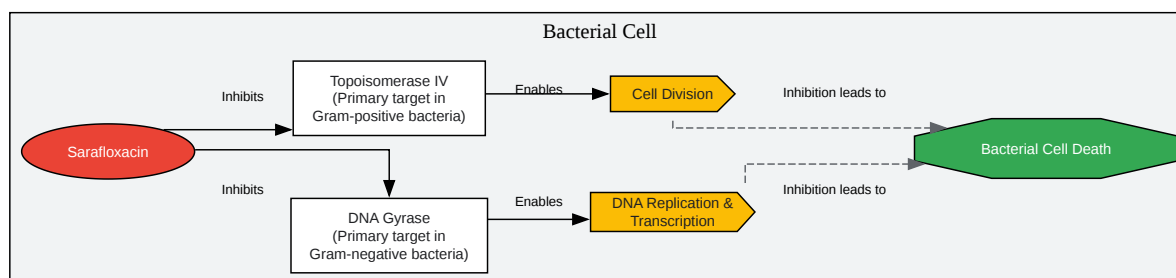 Bacterial Cell
Topoisomerase IV
(Primary target in
Gram-positive bacteria)
Inhibits
Enables
Cell Division
Inhibition leads to
Sarafloxacin
Bacterial Cell Death
Inhibits
DNA Gyrase
(Primary target in
Gram-negative bacteria)
Enables
DNA Replication &
Transcription
Inhibition leads to